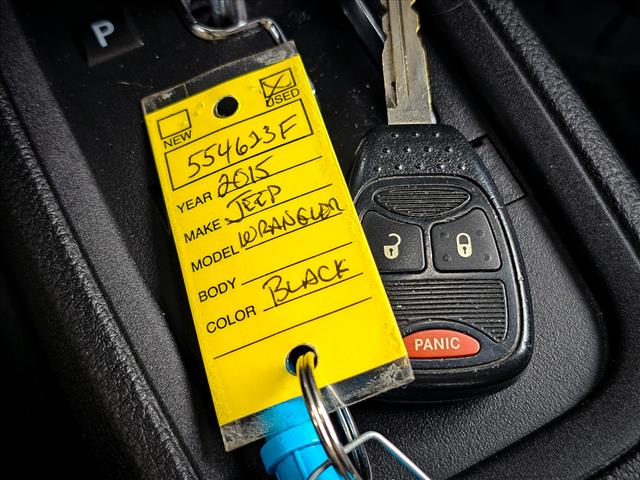 P
NEW
USED
554623F
YEAR 2015
MAKE JEEP
MODEL WRANGLER
BODY
COLOR BLACK
PANIC